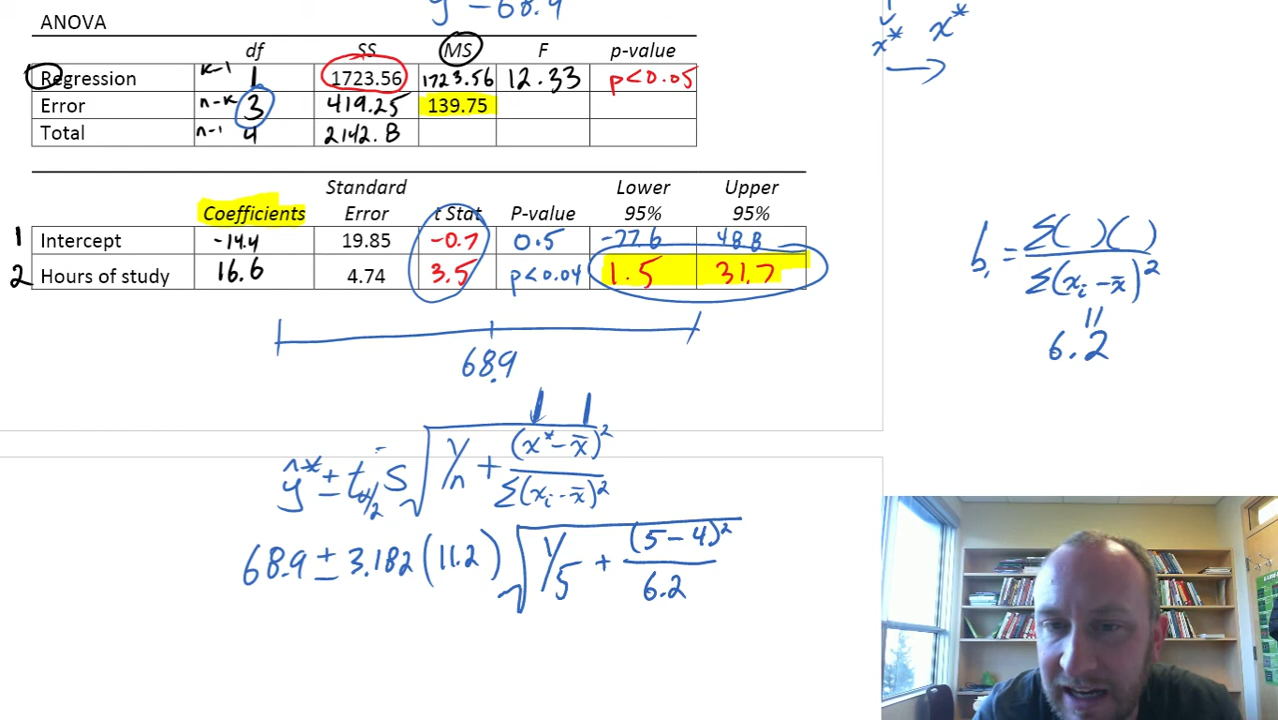 ŷ = 68.9
x* x*
ANOVA
df SS MS F p-value
Regression k-1 1 1723.56 1723.56 12.33 p<0.05
Error n-k 3 419.25 139.75
Total n-1 4 2142.8
Coefficients Standard Error t Stat P-value Lower 95% Upper 95%
1 Intercept -14.4 19.85 -0.7 0.5 -77.6 48.8
2 Hours of study 16.6 4.74 3.5 p<0.04 1.5 31.7
b₁ = Σ( )( ) / Σ(xᵢ - x̄)²
6.2
68.9
ŷ* ± t α/2 S √ 1/n + (x* - x̄)² / Σ(xᵢ - x̄)²
68.9 ± 3.182 (11.2) √ 1/5 + (5-4)² / 6.2